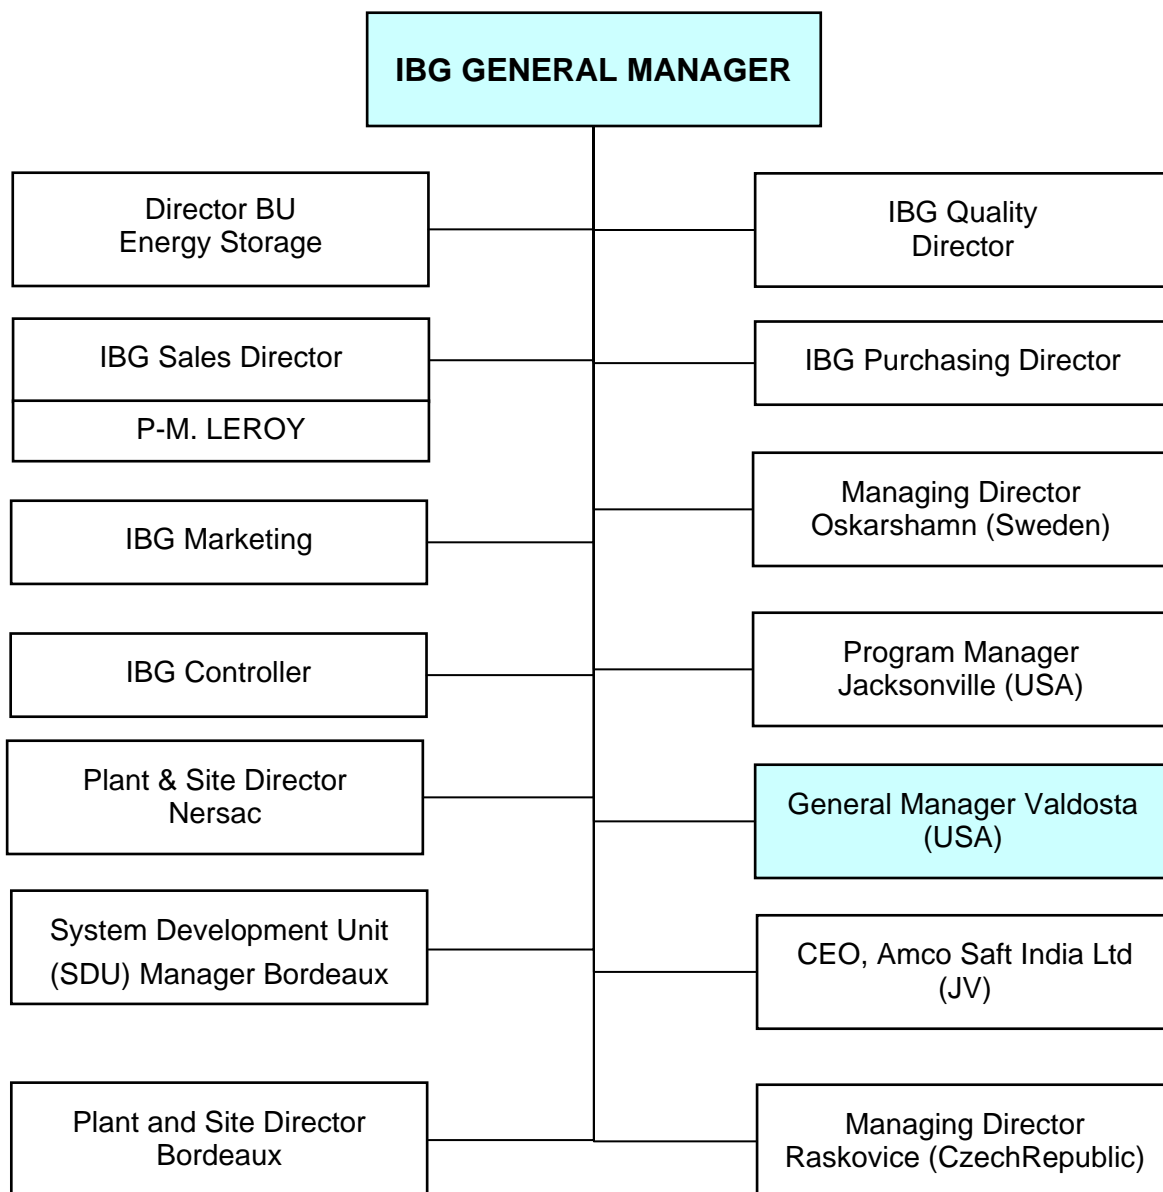 IBG GENERAL MANAGER
Director BU
Energy Storage
IBG Sales Director
P-M. LEROY
IBG Marketing
IBG Controller
Plant & Site Director
Nersac
System Development Unit
(SDU) Manager Bordeaux
Plant and Site Director
Bordeaux
IBG Quality
Director
IBG Purchasing Director
Managing Director
Oskarshamn (Sweden)
Program Manager
Jacksonville (USA)
General Manager Valdosta
(USA)
CEO, Amco Saft India Ltd
(JV)
Managing Director
Raskovice (CzechRepublic)